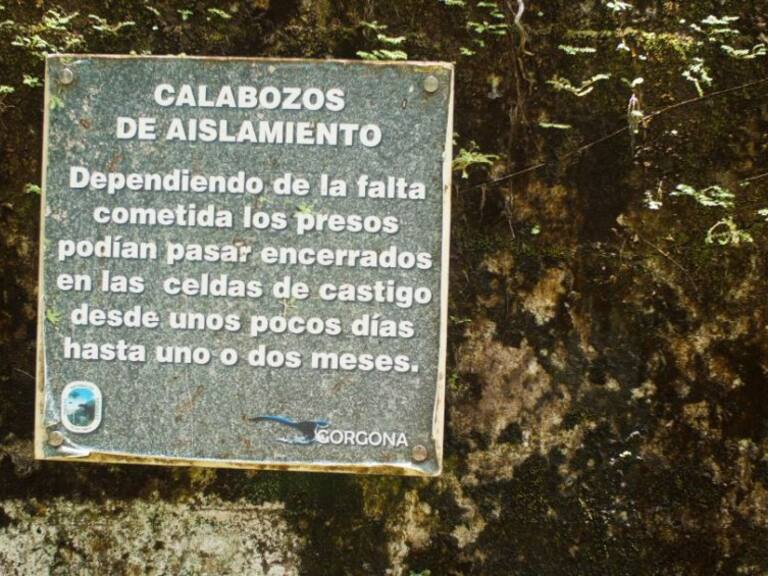 CALABOZOS
DE AISLAMIENTO
Dependiendo de la falta
cometida los presos
podían pasar encerrados
en las celdas de castigo
desde unos pocos días
hasta uno o dos meses.
GORGONA